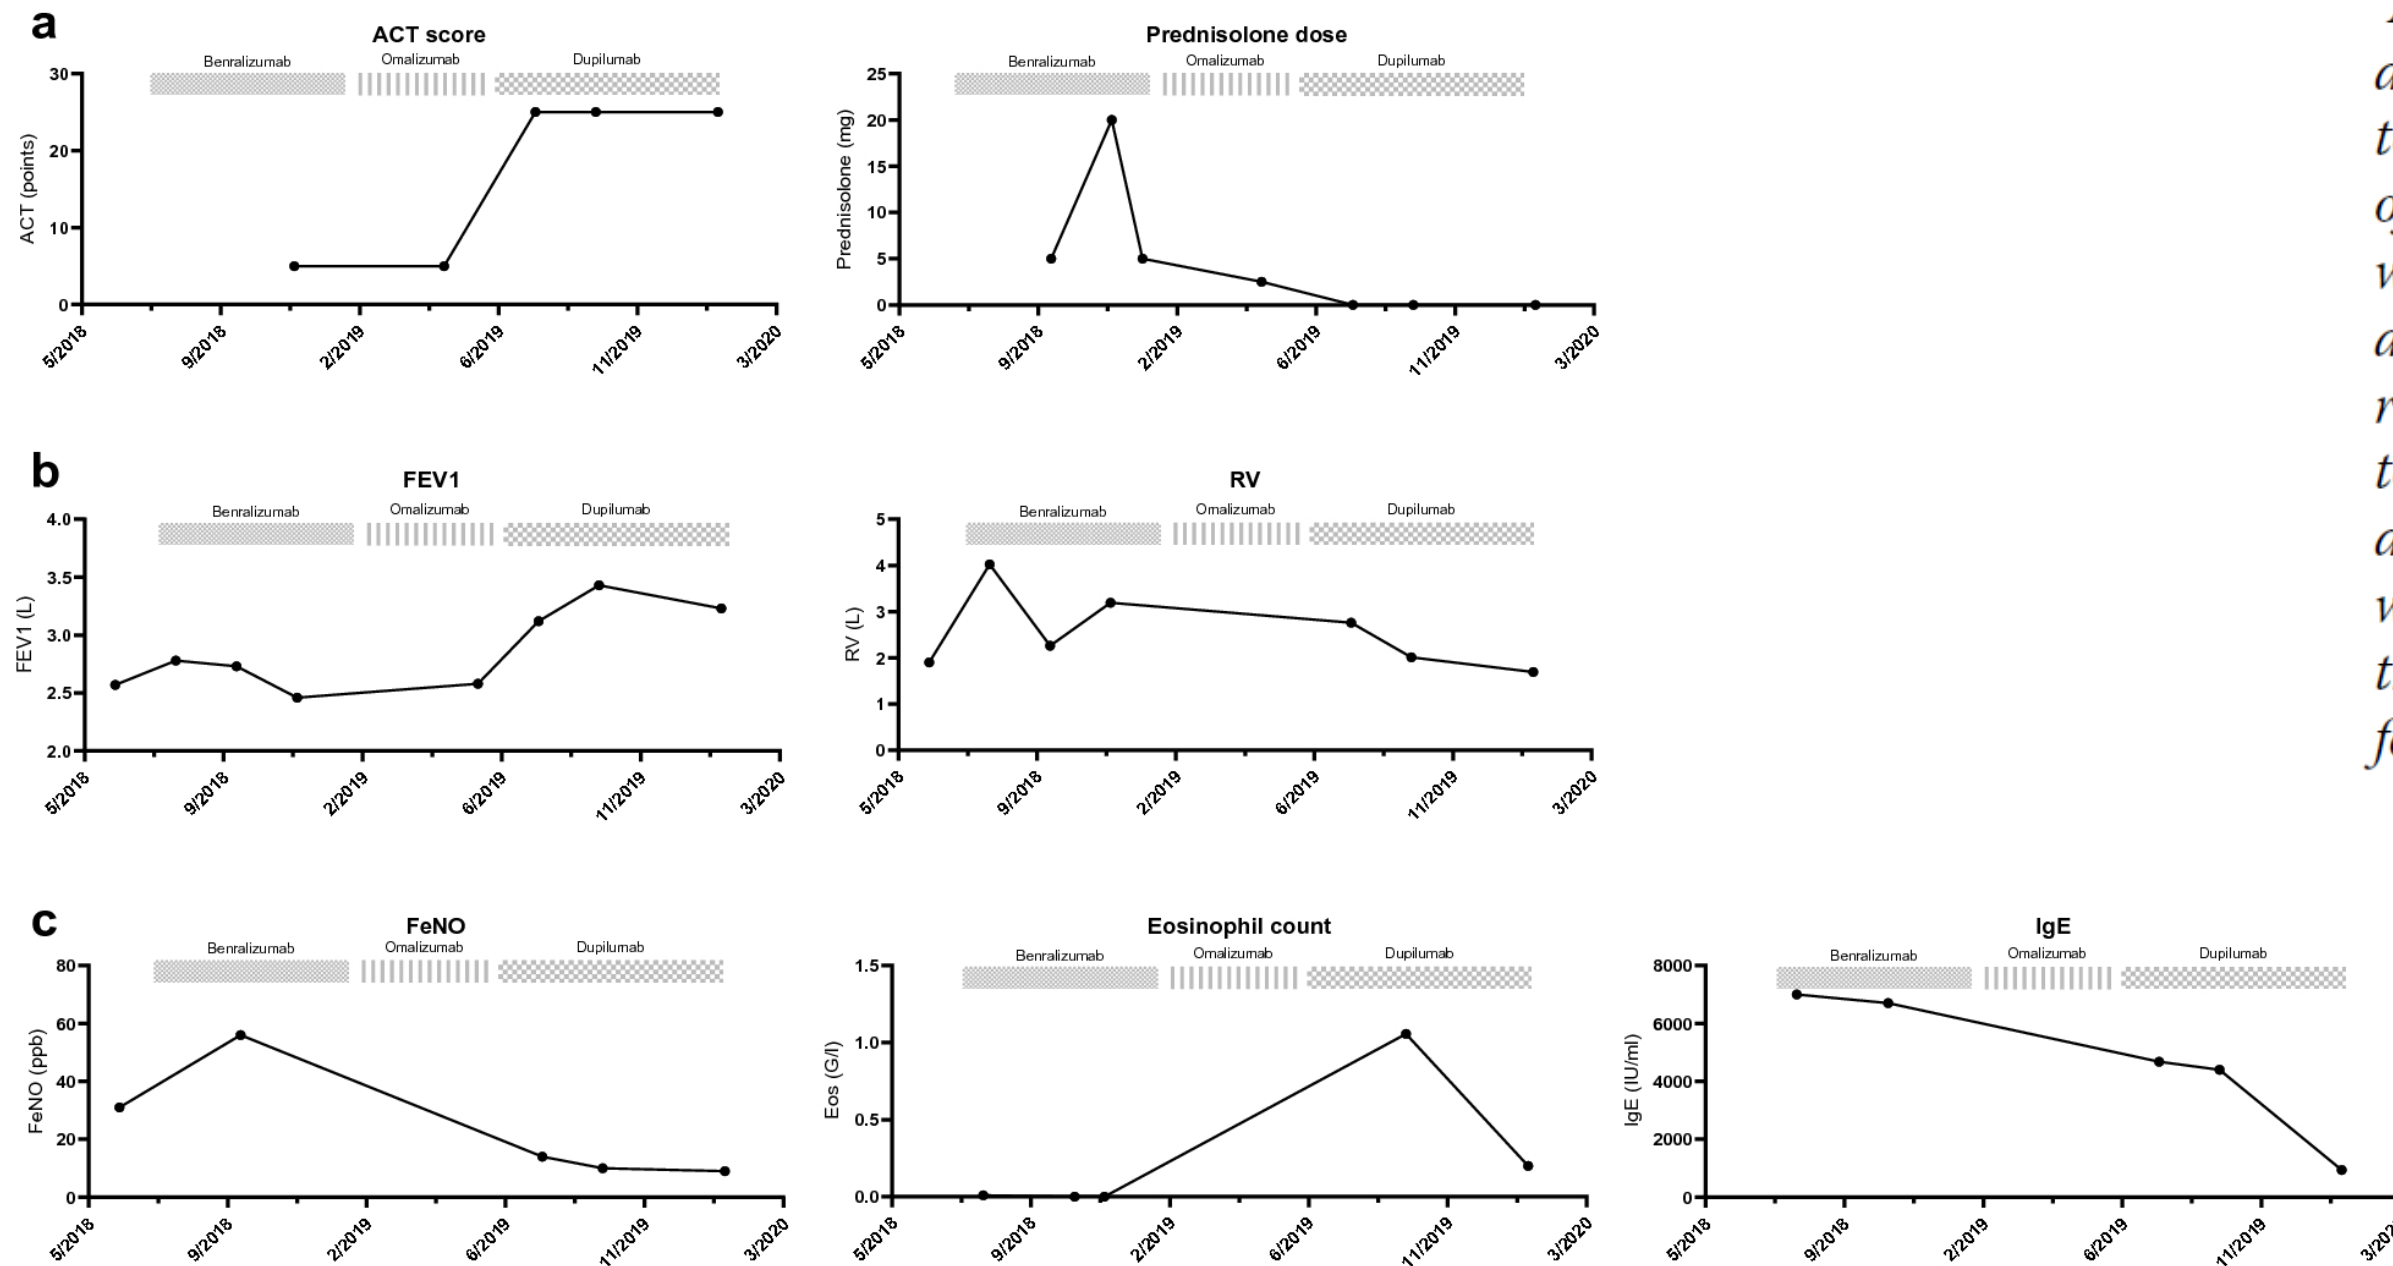 a
ACT score
Benralizumab Omalizumab Dupilumab
ACT (points)
30
20
10
0
5/2018 9/2018 2/2019 6/2019 11/2019 3/2020
Prednisolone dose
Benralizumab Omalizumab Dupilumab
Prednisolone (mg)
25
20
15
10
5
0
5/2018 9/2018 2/2019 6/2019 11/2019 3/2020
b
FEV1
Benralizumab Omalizumab Dupilumab
FEV1 (L)
4.0
3.5
3.0
2.5
2.0
5/2018 9/2018 2/2019 6/2019 11/2019 3/2020
RV
Benralizumab Omalizumab Dupilumab
RV (L)
5
4
3
2
1
0
5/2018 9/2018 2/2019 6/2019 11/2019 3/2020
c
FeNO
Benralizumab Omalizumab Dupilumab
FeNO (ppb)
80
60
40
20
0
5/2018 9/2018 2/2019 6/2019 11/2019 3/2020
Eosinophil count
Benralizumab Omalizumab Dupilumab
Eos (G/l)
1.5
1.0
0.5
0.0
5/2018 9/2018 2/2019 6/2019 11/2019 3/2020
IgE
Benralizumab Omalizumab Dupilumab
IgE (IU/ml)
8000
6000
4000
2000
0
5/2018 9/2018 2/2019 6/2019 11/2019